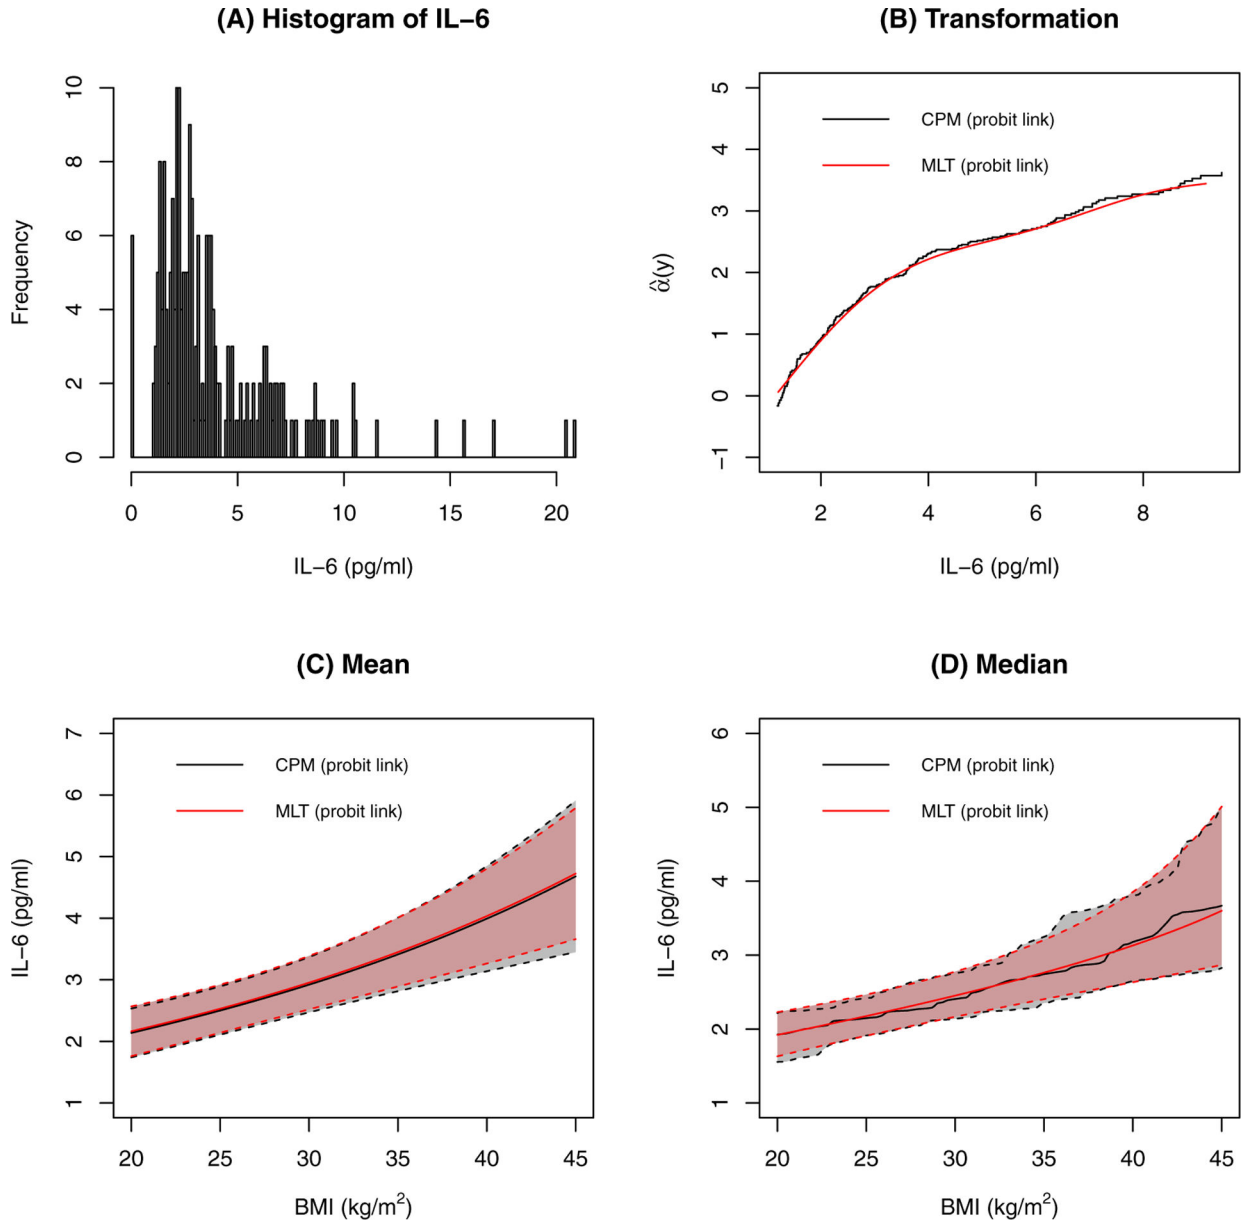 (A) Histogram of IL−6
Frequency
0
2
4
6
8
10
0 5 10 15 20
IL−6 (pg/ml)
(B) Transformation
CPM (probit link)
MLT (probit link)
α̂(y)
−1
0
1
2
3
4
5
2 4 6 8
IL−6 (pg/ml)
(C) Mean
CPM (probit link)
MLT (probit link)
IL−6 (pg/ml)
1
2
3
4
5
6
7
20 25 30 35 40 45
BMI (kg/m²)
(D) Median
CPM (probit link)
MLT (probit link)
IL−6 (pg/ml)
1
2
3
4
5
6
20 25 30 35 40 45
BMI (kg/m²)